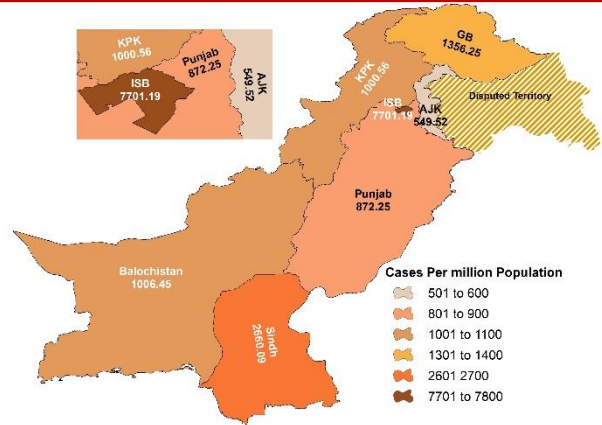 KPK
1000.56
Punjab
872.25
ISB
7701.19
AJK
549.52
GB
1356.25
KPK
1000.56
ISB
7701.19
AJK
549.52
Disputed Territory
Punjab
872.25
Balochistan
1006.45
Sindh
2660.09
Cases Per million Population
501 to 600
801 to 900
1001 to 1100
1301 to 1400
2601 2700
7701 to 7800